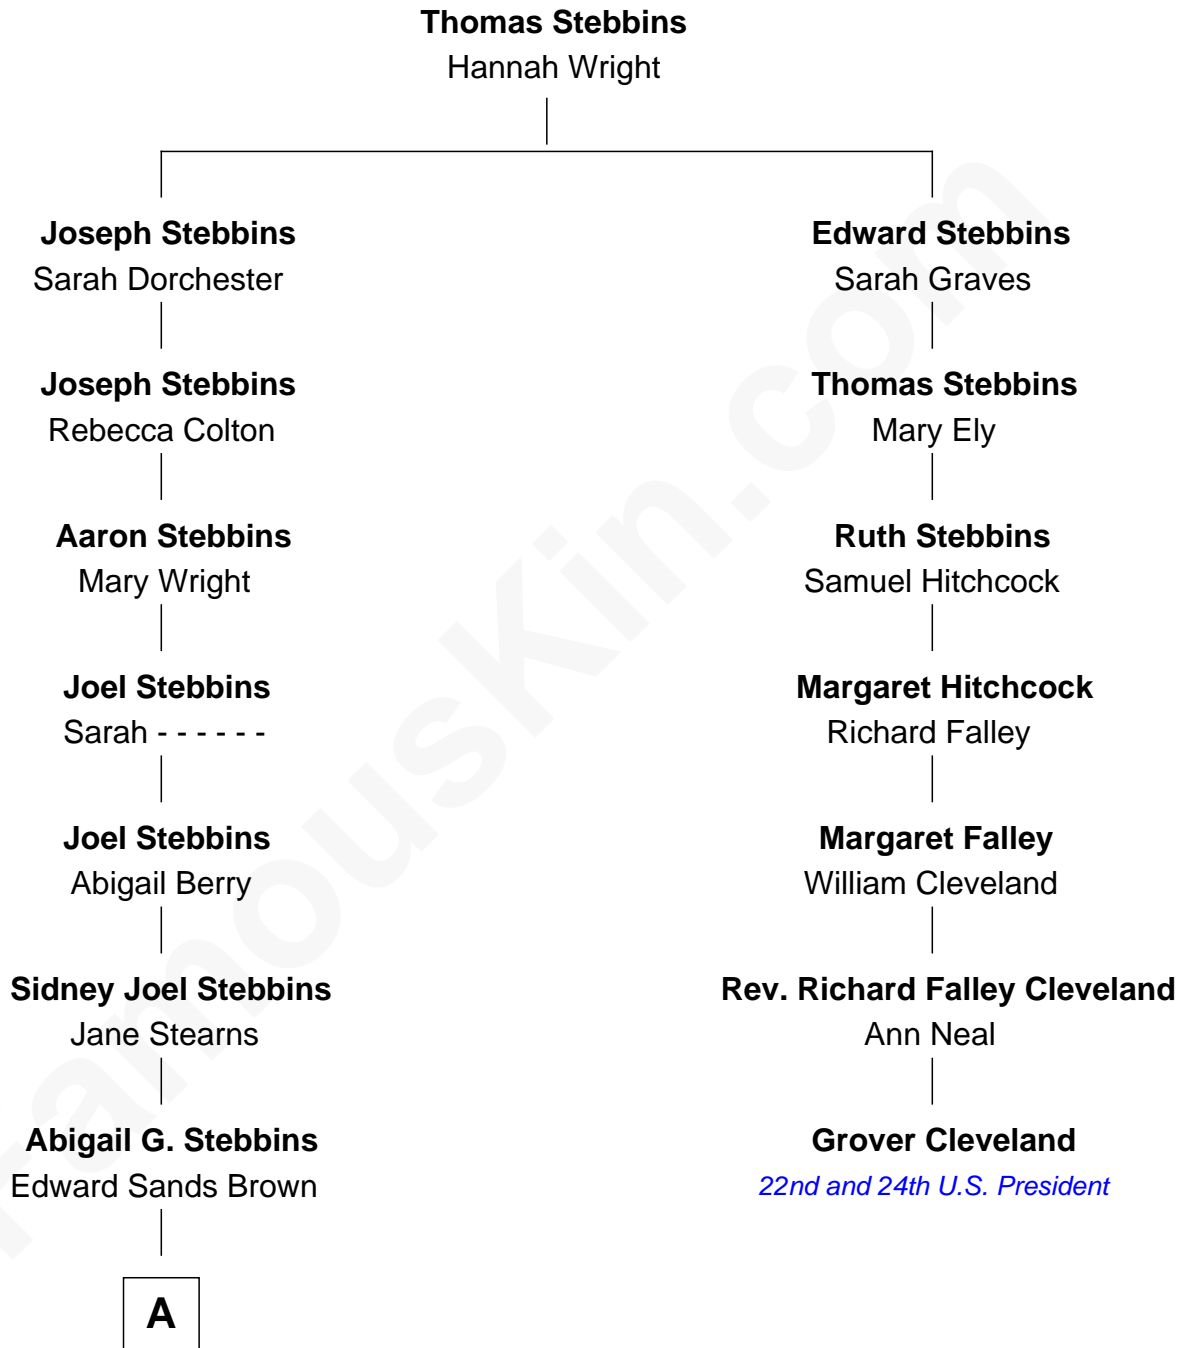 Thomas Stebbins
Hannah Wright
Joseph Stebbins
Sarah Dorchester
Joseph Stebbins
Rebecca Colton
Aaron Stebbins
Mary Wright
Joel Stebbins
Sarah - - - - - -
Joel Stebbins
Abigail Berry
Sidney Joel Stebbins
Jane Stearns
Abigail G. Stebbins
Edward Sands Brown
A
Edward Stebbins
Sarah Graves
Thomas Stebbins
Mary Ely
Ruth Stebbins
Samuel Hitchcock
Margaret Hitchcock
Richard Falley
Margaret Falley
William Cleveland
Rev. Richard Falley Cleveland
Ann Neal
Grover Cleveland
22nd and 24th U.S. President
FamousKin.com